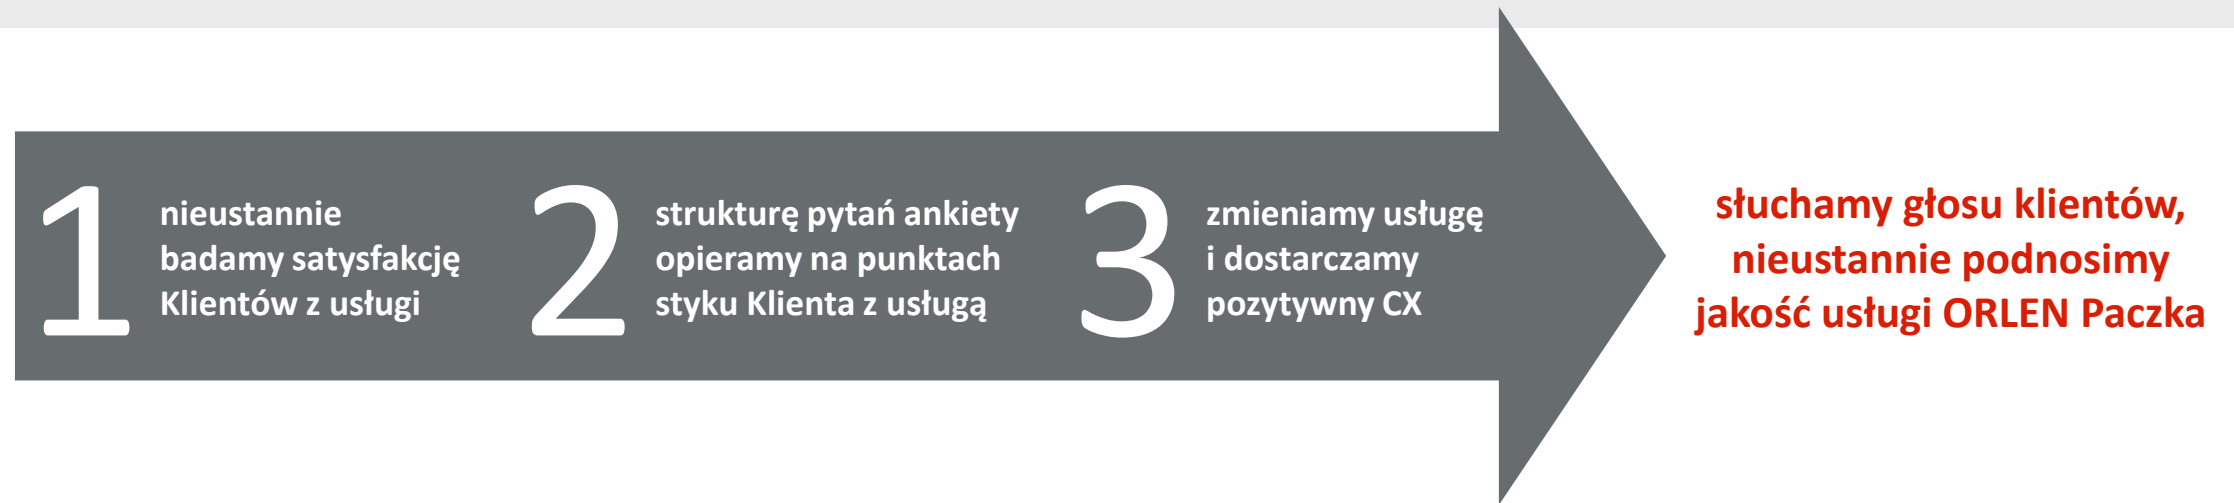 1
nieustannie
badamy satysfakcję
Klientów z usługi
2
strukturę pytań ankiety
opieramy na punktach
styku Klienta z usługą
3
zmieniamy usługę
i dostarczamy
pozytywny CX
słuchamy głosu klientów,
nieustannie podnosimy
jakość usługi ORLEN Paczka